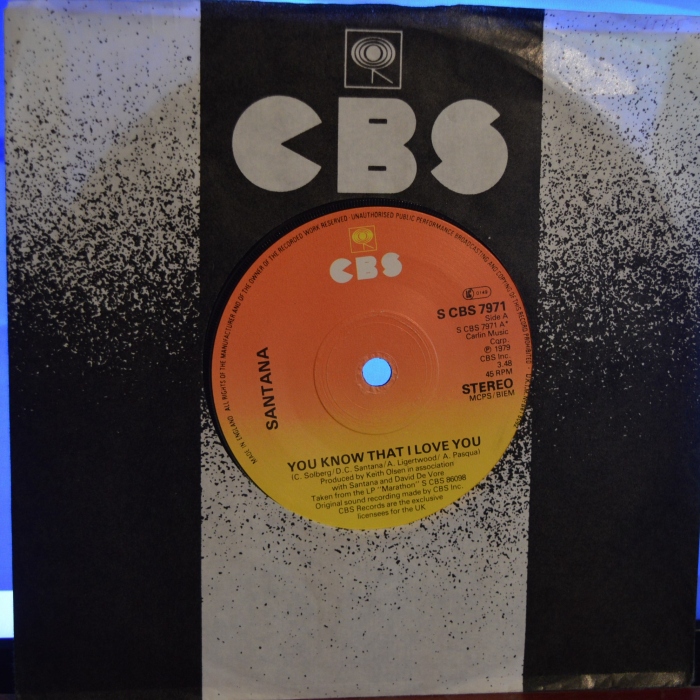 CBS
ALL RIGHTS OF THE MANUFACTURER AND OF THE OWNER OF THE RECORDED WORK RESERVED · UNAUTHORISED PUBLIC PERFORMANCE BROADCASTING AND COPYING OF THIS RECORD PROHIBITED
MADE IN ENGLAND
CBS
S CBS 7971
Side A
S CBS 7971 A*
Carlin Music
Corp.
℗ 1979
CBS Inc.
3.48
45 RPM
STEREO
MCPS/BIEM
SANTANA
YOU KNOW THAT I LOVE YOU
(C. Solberg/D.C. Santana/A. Ligertwood/A. Pasqua)
Produced by Keith Olsen in association
with Santana and David De Vore
Taken from the LP "Marathon" S CBS 86098
Original sound recording made by CBS Inc.
CBS Records are the exclusive
licensees for the UK